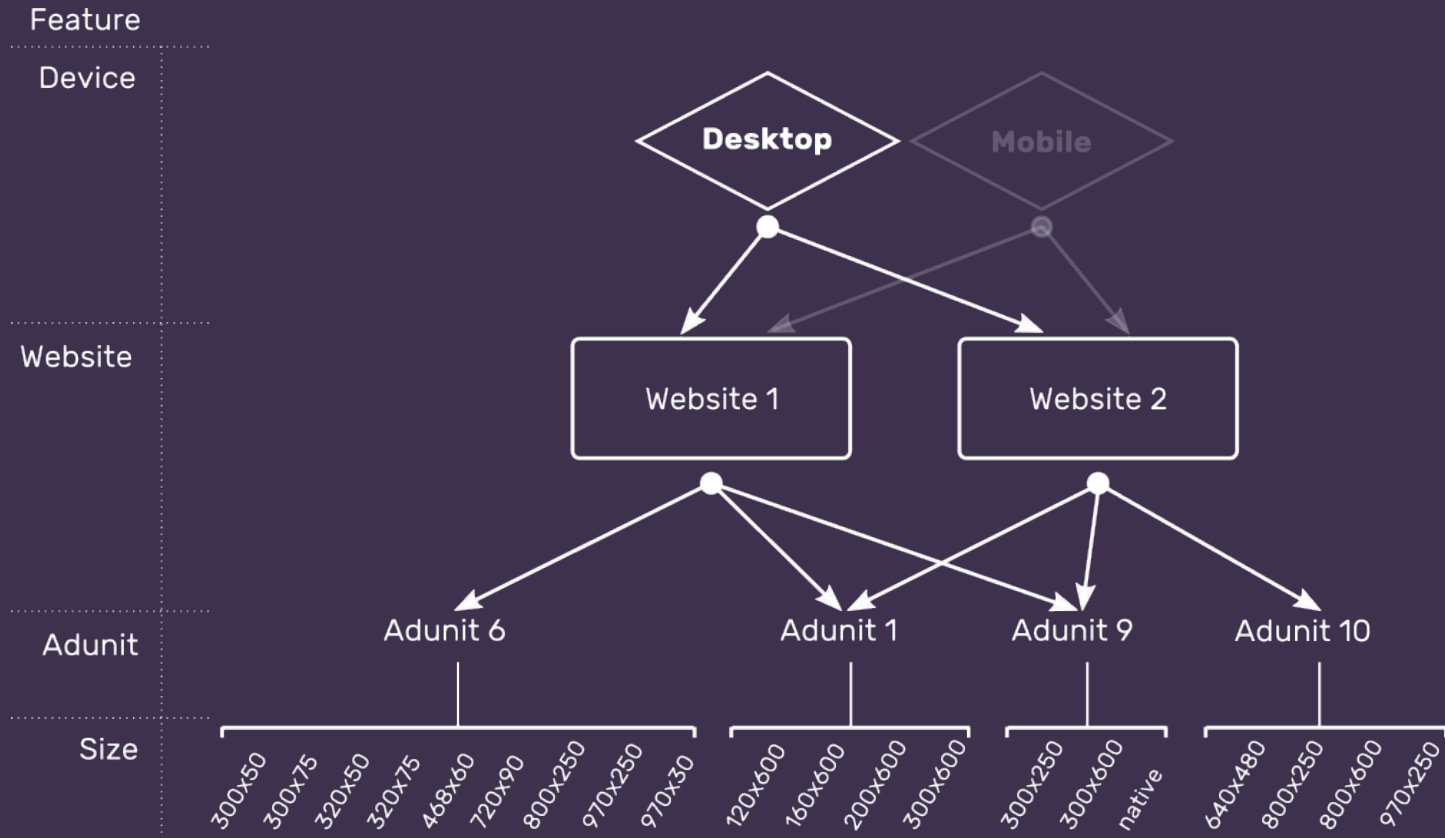 Feature
Device
Desktop
Mobile
Website
Website 1
Website 2
Adunit
Adunit 6
Adunit 1
Adunit 9
Adunit 10
Size
300x50
300x75
320x50
320x75
468x60
720x90
800x250
970x250
970x30
120x600
160x600
200x600
300x600
300x250
300x600
native
640x480
800x250
800x600
970x250